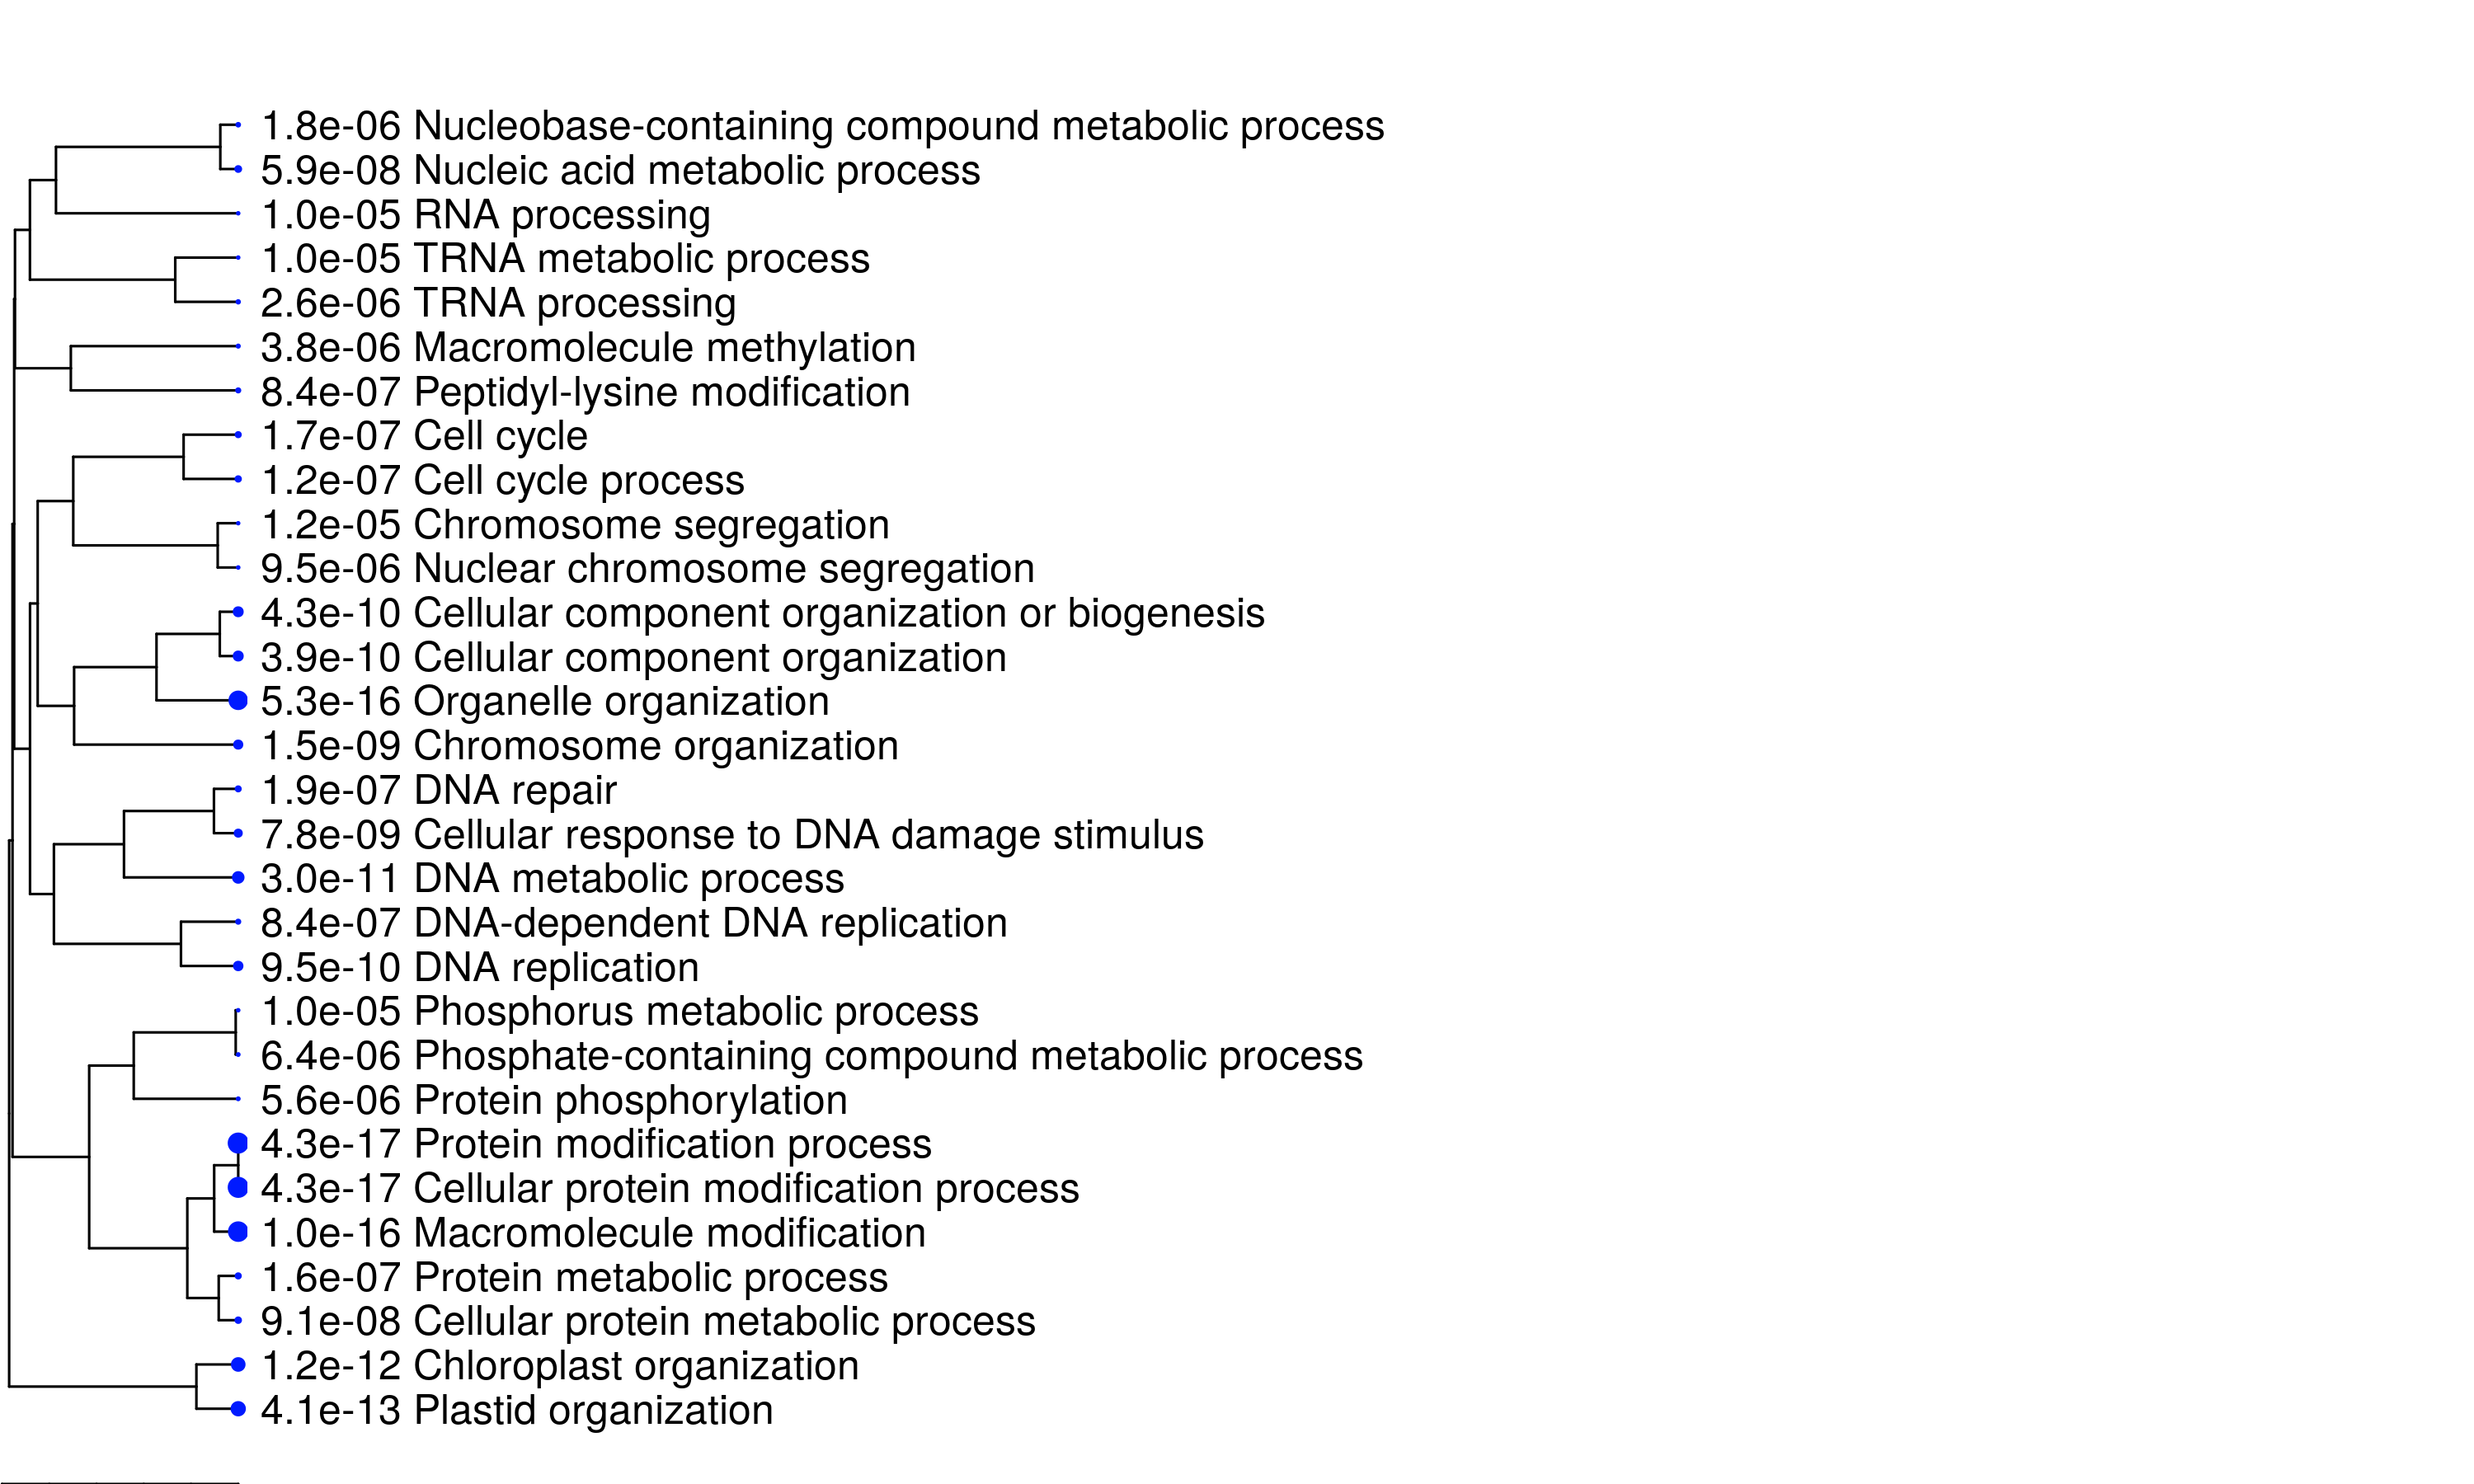 1.8e-06 Nucleobase-containing compound metabolic process
5.9e-08 Nucleic acid metabolic process
1.0e-05 RNA processing
1.0e-05 TRNA metabolic process
2.6e-06 TRNA processing
3.8e-06 Macromolecule methylation
8.4e-07 Peptidyl-lysine modification
1.7e-07 Cell cycle
1.2e-07 Cell cycle process
1.2e-05 Chromosome segregation
9.5e-06 Nuclear chromosome segregation
4.3e-10 Cellular component organization or biogenesis
3.9e-10 Cellular component organization
5.3e-16 Organelle organization
1.5e-09 Chromosome organization
1.9e-07 DNA repair
7.8e-09 Cellular response to DNA damage stimulus
3.0e-11 DNA metabolic process
8.4e-07 DNA-dependent DNA replication
9.5e-10 DNA replication
1.0e-05 Phosphorus metabolic process
6.4e-06 Phosphate-containing compound metabolic process
5.6e-06 Protein phosphorylation
4.3e-17 Protein modification process
4.3e-17 Cellular protein modification process
1.0e-16 Macromolecule modification
1.6e-07 Protein metabolic process
9.1e-08 Cellular protein metabolic process
1.2e-12 Chloroplast organization
4.1e-13 Plastid organization